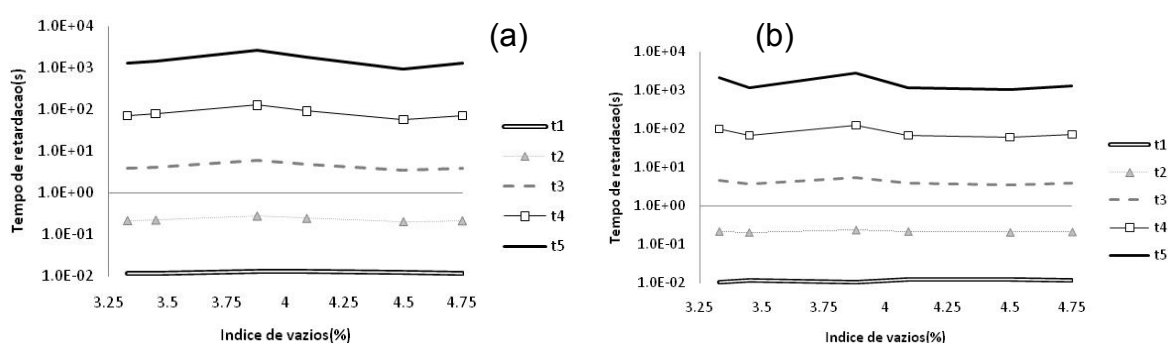 (a)
Tempo de retardacao(s)
1.0E+04
1.0E+03
1.0E+02
1.0E+01
1.0E+00
1.0E-01
1.0E-02
3.25 3.5 3.75 4 4.25 4.5 4.75
Indice de vazios(%)
t1
t2
t3
t4
t5
(b)
Tempo de retardacao(s)
1.0E+04
1.0E+03
1.0E+02
1.0E+01
1.0E+00
1.0E-01
1.0E-02
3.25 3.5 3.75 4 4.25 4.5 4.75
Indice de vazios(%)
t1
t2
t3
t4
t5